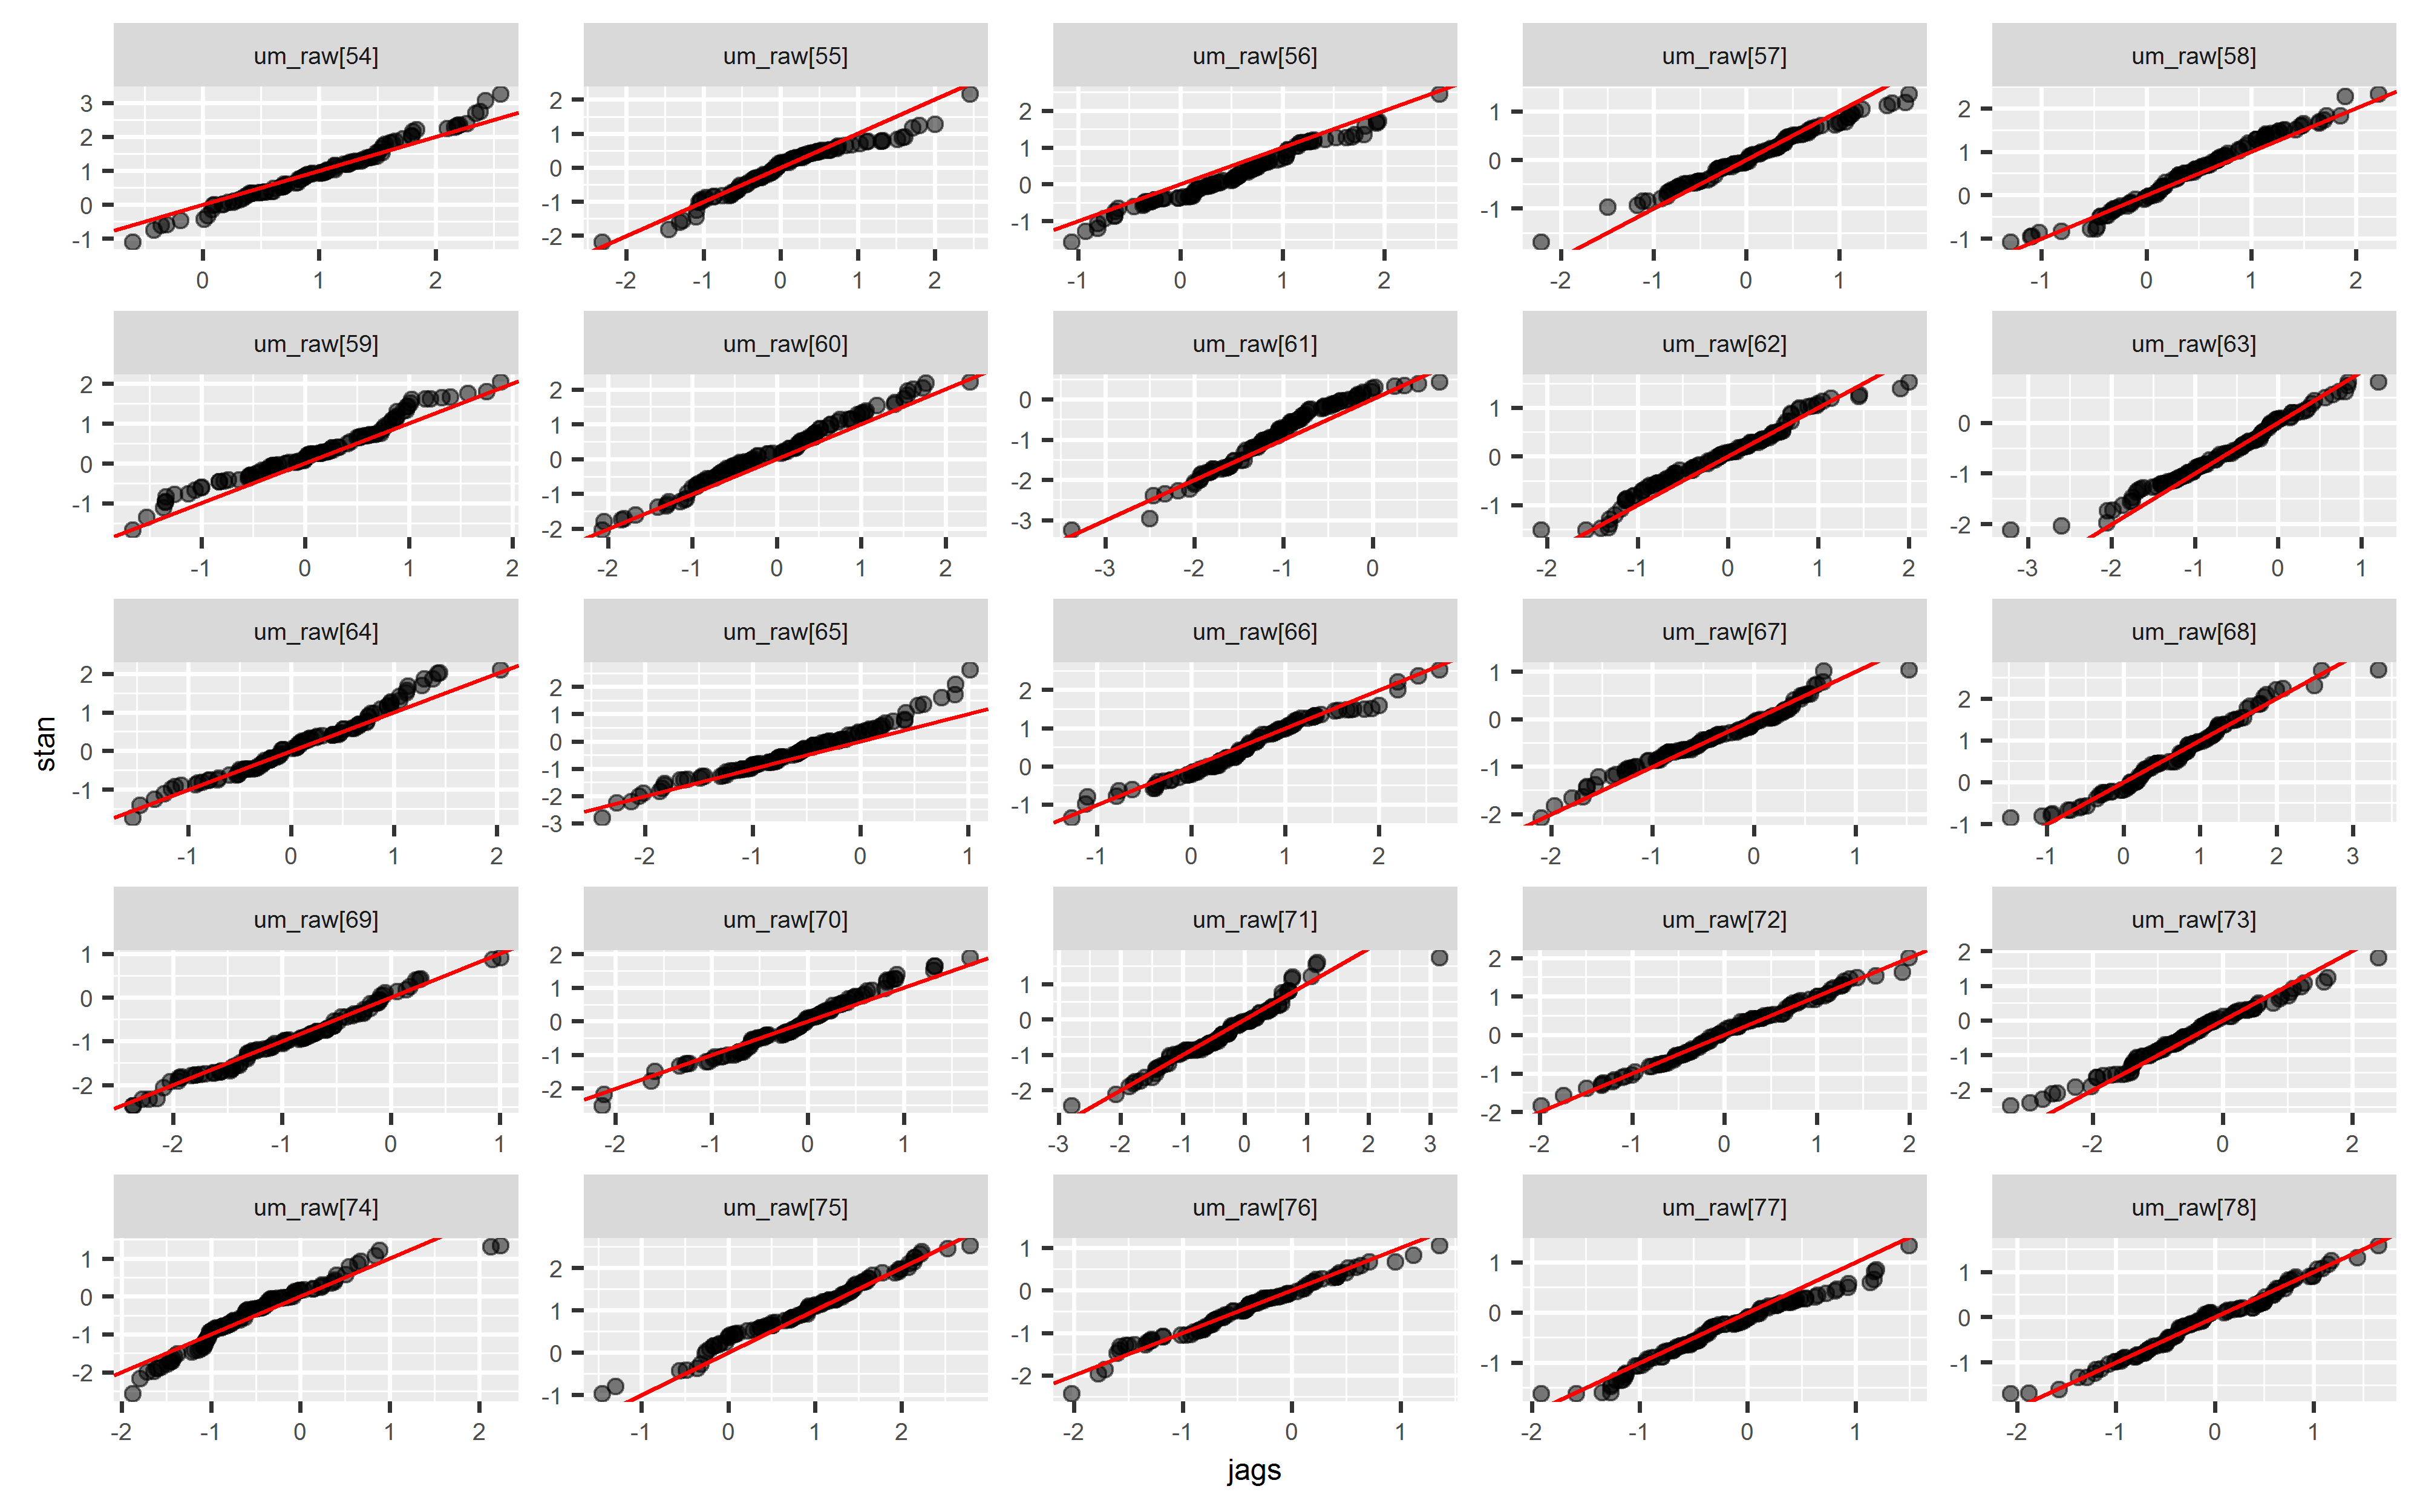 um_raw[54] um_raw[55] um_raw[56] um_raw[57] um_raw[58]
3 2 1 0 -1
2 1 0 -1 -2
2 1 0 -1
1 0 -1
2 1 0 -1
0 1 2
-2 -1 0 1 2
-1 0 1 2
-2 -1 0 1
-1 0 1 2
um_raw[59] um_raw[60] um_raw[61] um_raw[62] um_raw[63]
2 1 0 -1
2 1 0 -1 -2
0 -1 -2 -3
1 0 -1
0 -1 -2
-1 0 1 2
-2 -1 0 1 2
-3 -2 -1 0
-2 -1 0 1 2
-3 -2 -1 0 1
um_raw[64] um_raw[65] um_raw[66] um_raw[67] um_raw[68]
2 1 0 -1
2 1 0 -1 -2 -3
2 1 0 -1
1 0 -1 -2
2 1 0 -1
-1 0 1 2
-2 -1 0 1
-1 0 1 2
-2 -1 0 1
-1 0 1 2 3
stan
um_raw[69] um_raw[70] um_raw[71] um_raw[72] um_raw[73]
1 0 -1 -2
2 1 0 -1 -2
1 0 -1 -2
2 1 0 -1 -2
2 1 0 -1 -2
-2 -1 0 1
-2 -1 0 1
-3 -2 -1 0 1 2 3
-2 -1 0 1 2
-2 0 2
um_raw[74] um_raw[75] um_raw[76] um_raw[77] um_raw[78]
1 0 -1 -2
2 1 0 -1
1 0 -1 -2
1 0 -1
1 0 -1
-2 -1 0 1 2
-1 0 1 2
-2 -1 0 1
-2 -1 0 1
-2 -1 0 1
jags